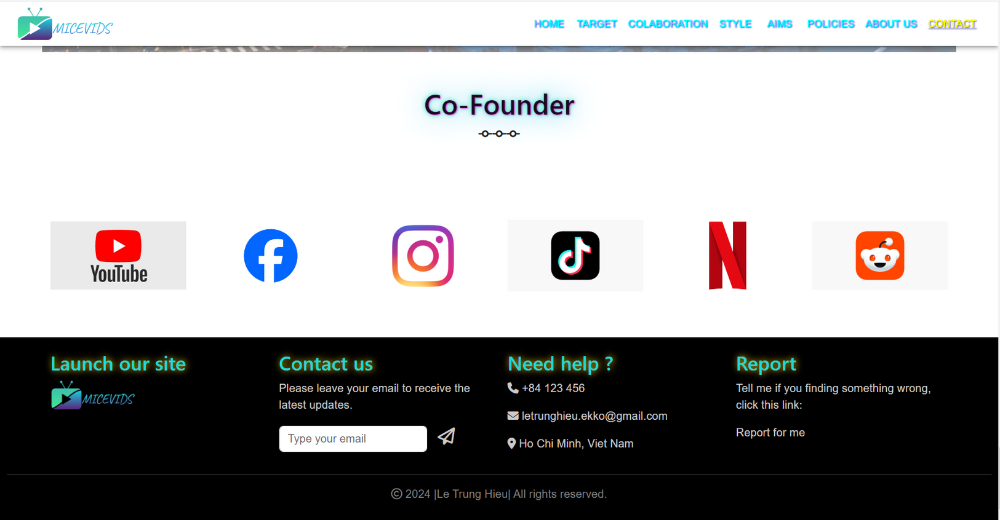 MICEVIDS
HOME TARGET COLABORATION STYLE AIMS POLICIES ABOUT US CONTACT
Co-Founder
YouTube
Launch our site
MICEVIDS
Contact us
Please leave your email to receive the
latest updates.
Type your email
Need help ?
+84 123 456
letrunghieu.ekko@gmail.com
Ho Chi Minh, Viet Nam
Report
Tell me if you finding something wrong,
click this link:
Report for me
© 2024 |Le Trung Hieu| All rights reserved.